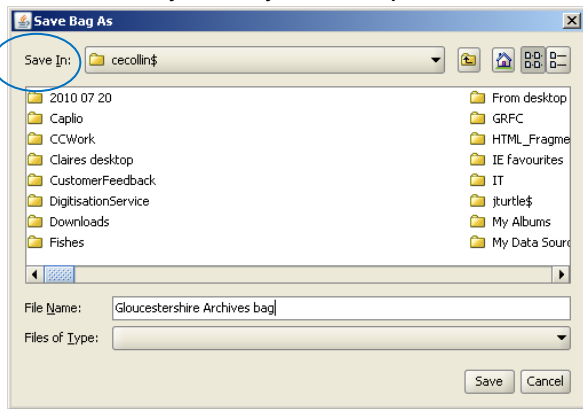 Save Bag As
Save In: cecollin$
2010 07 20
Caplio
CCWork
Claires desktop
CustomerFeedback
DigitisationService
Downloads
Fishes
From desktop
GRFC
HTML_Fragme
IE favourites
IT
jturtle$
My Albums
My Data Sour
File Name: Gloucestershire Archives bag
Files of Type:
Save Cancel